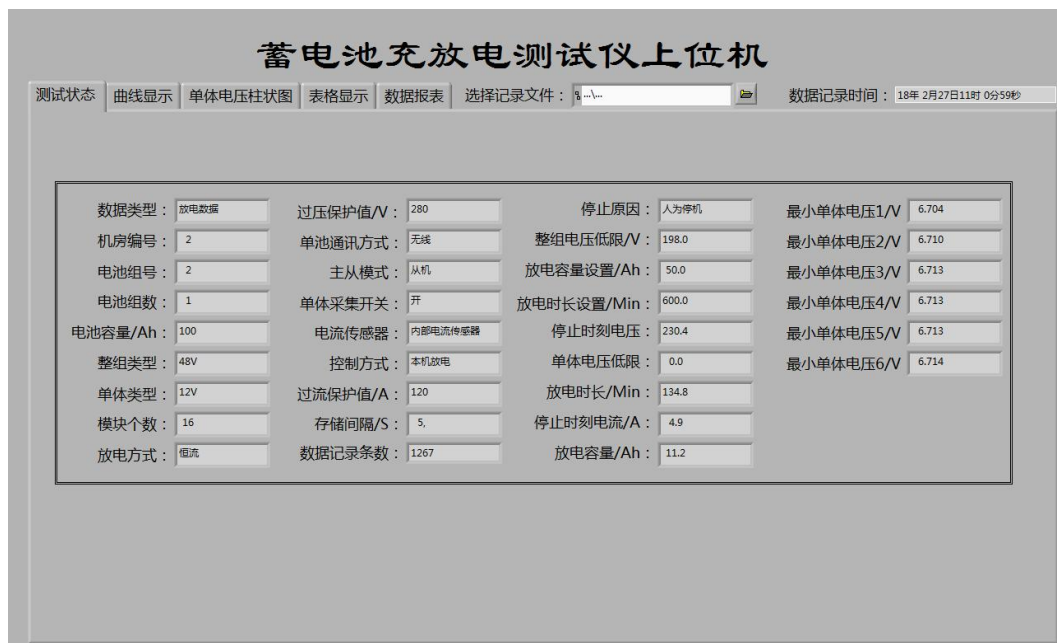 蓄电池充放电测试仪上位机
测试状态 曲线显示 单体电压柱状图 表格显示 数据报表 选择记录文件： ...\... 数据记录时间： 18年 2月27日11时 0分59秒
数据类型： 放电数据 过压保护值/V： 280 停止原因： 人为停机 最小单体电压1/V 6.704
机房编号： 2 单池通讯方式： 无线 整组电压低限/V： 198.0 最小单体电压2/V 6.710
电池组号： 2 主从模式： 从机 放电容量设置/Ah： 50.0 最小单体电压3/V 6.713
电池组数： 1 单体采集开关： 开 放电时长设置/Min： 600.0 最小单体电压4/V 6.713
电池容量/Ah： 100 电流传感器： 内部电流传感器 停止时刻电压： 230.4 最小单体电压5/V 6.713
整组类型： 48V 控制方式： 本机放电 单体电压低限： 0.0 最小单体电压6/V 6.714
单体类型： 12V 过流保护值/A： 120 放电时长/Min： 134.8
模块个数： 16 存储间隔/S： 5, 停止时刻电流/A： 4.9
放电方式： 恒流 数据记录条数： 1267 放电容量/Ah： 11.2